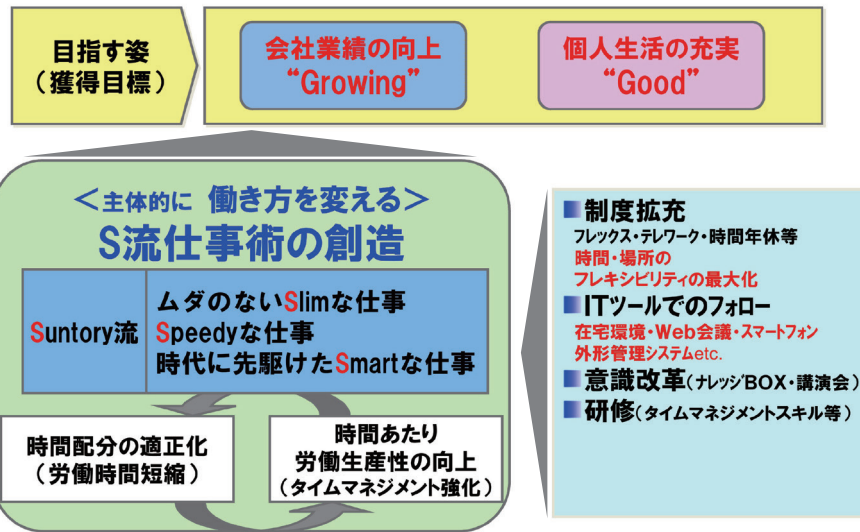 目指す姿
（獲得目標）
会社業績の向上
“Growing”
個人生活の充実
“Good”
＜主体的に 働き方を変える＞
S流仕事術の創造
Suntory流
ムダのないSlimな仕事
Speedyな仕事
時代に先駆けたSmartな仕事
時間配分の適正化
（労働時間短縮）
時間あたり
労働生産性の向上
（タイムマネジメント強化）
■制度拡充
フレックス・テレワーク・時間年休等
時間・場所の
フレキシビリティの最大化
■ITツールでのフォロー
在宅環境・Web会議・スマートフォン
外形管理システムetc.
■意識改革（ナレッジBOX・講演会）
■研修（タイムマネジメントスキル等）